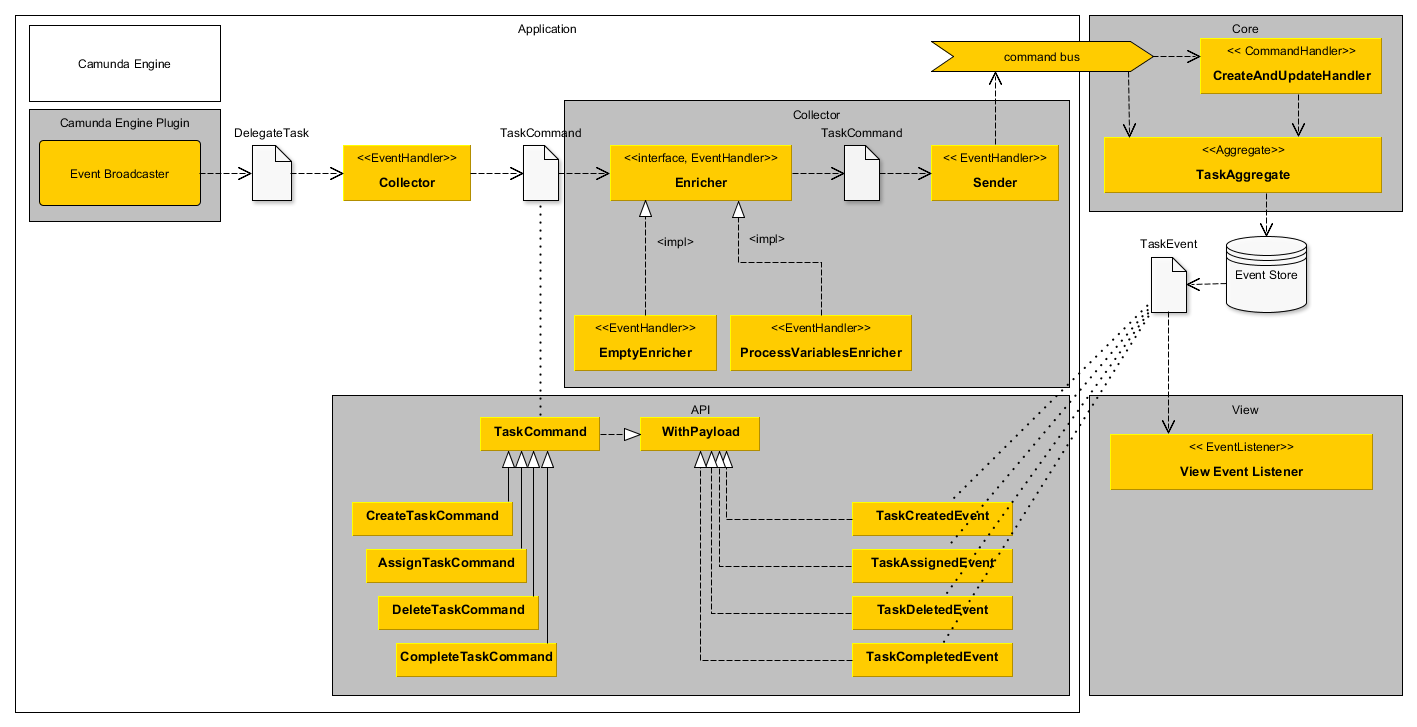 Application
Core
Camunda Engine
command bus
<< CommandHandler>>
CreateAndUpdateHandler
Camunda Engine Plugin
Event Broadcaster
DelegateTask
<<EventHandler>>
Collector
TaskCommand
Collector
<<interface, EventHandler>>
Enricher
TaskCommand
<< EventHandler>>
Sender
<<Aggregate>>
TaskAggregate
<impl>
<impl>
TaskEvent
Event Store
<<EventHandler>>
EmptyEnricher
<<EventHandler>>
ProcessVariablesEnricher
API
TaskCommand
WithPayload
CreateTaskCommand
AssignTaskCommand
DeleteTaskCommand
CompleteTaskCommand
TaskCreatedEvent
TaskAssignedEvent
TaskDeletedEvent
TaskCompletedEvent
View
<< EventListener>>
View Event Listener